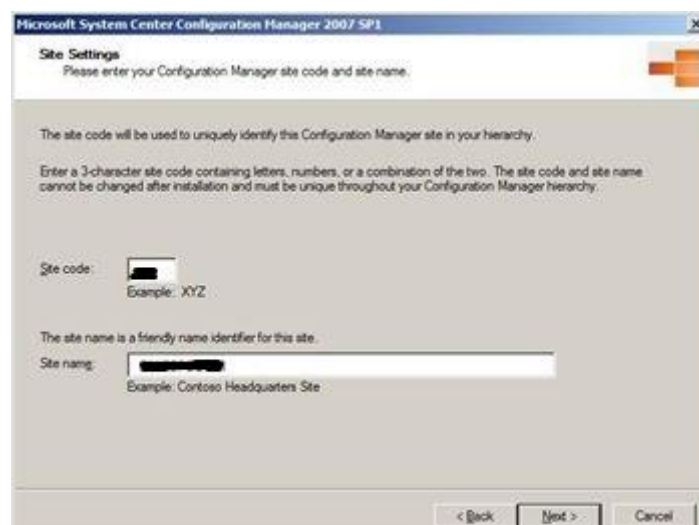 Microsoft System Center Configuration Manager 2007 SP1
Site Settings
Please enter your Configuration Manager site code and site name.
The site code will be used to uniquely identify this Configuration Manager site in your hierarchy.
Enter a 3-character site code containing letters, numbers, or a combination of the two. The site code and site name
cannot be changed after installation and must be unique throughout your Configuration Manager hierarchy.
Site code:
Example: XYZ
The site name is a friendly name identifier for this site.
Site name:
Example: Contoso Headquarters Site
< Back Next > Cancel